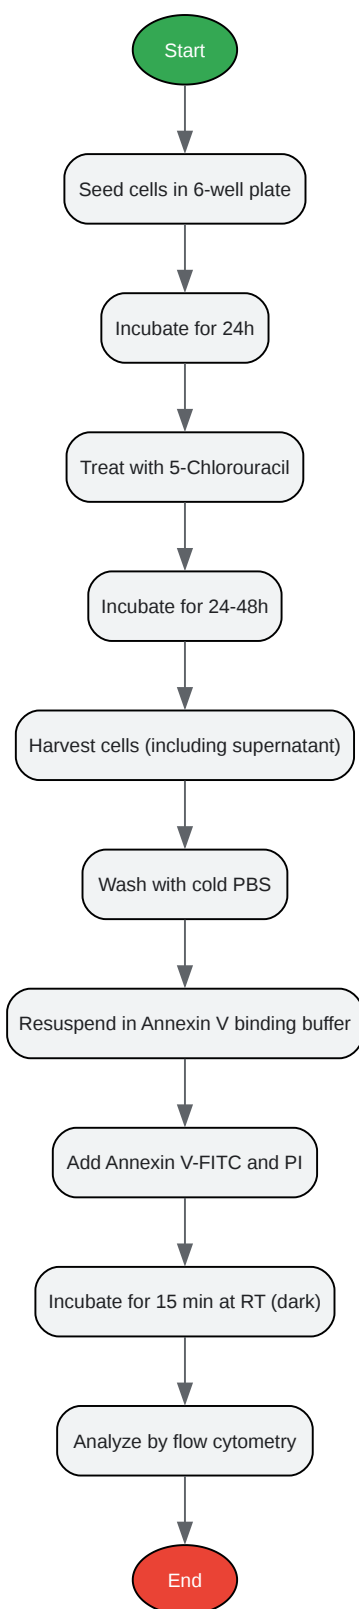 Start
Seed cells in 6-well plate
Incubate for 24h
Treat with 5-Chlorouracil
Incubate for 24-48h
Harvest cells (including supernatant)
Wash with cold PBS
Resuspend in Annexin V binding buffer
Add Annexin V-FITC and PI
Incubate for 15 min at RT (dark)
Analyze by flow cytometry
End